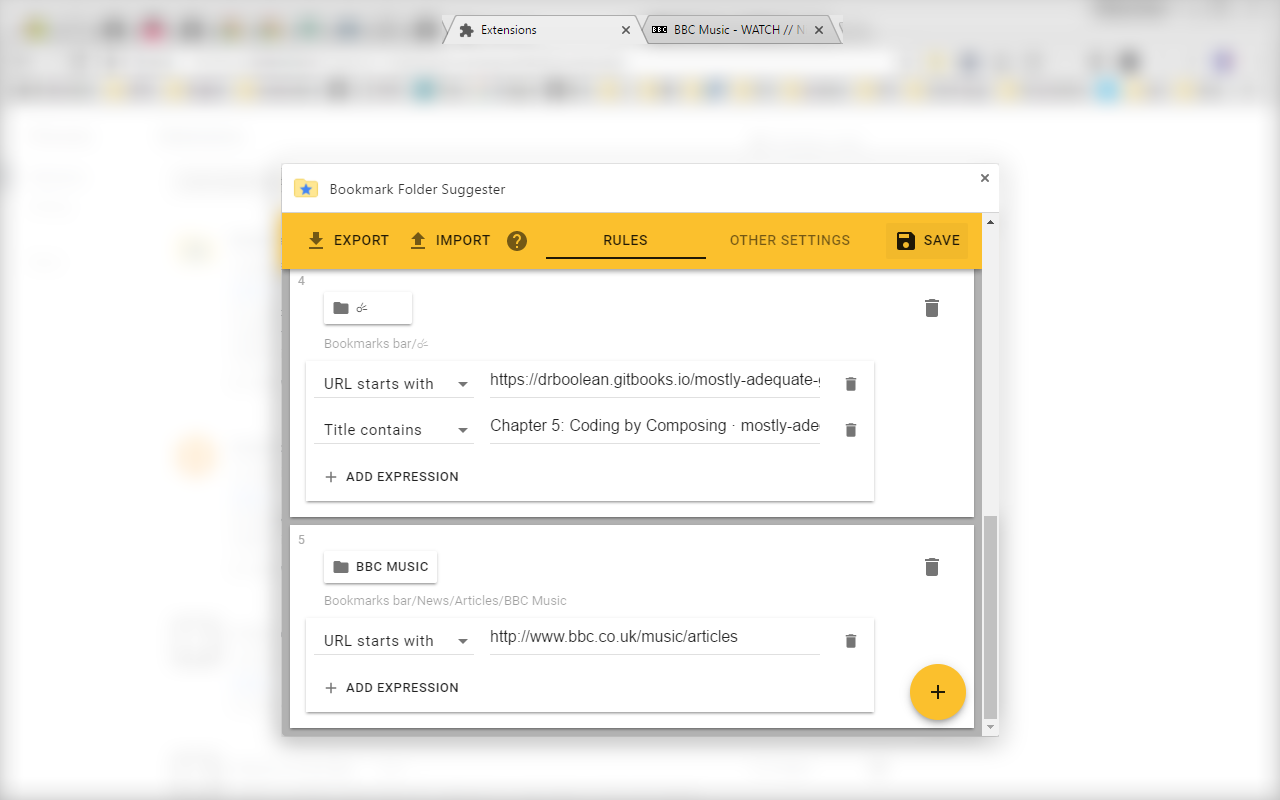 Extensions
BBC Music - WATCH // N
Bookmark Folder Suggester
EXPORT
IMPORT
RULES
OTHER SETTINGS
SAVE
4
Bookmarks bar/
URL starts with
https://drboolean.gitbooks.io/mostly-adequate-g
Title contains
Chapter 5: Coding by Composing · mostly-ade
ADD EXPRESSION
5
BBC MUSIC
Bookmarks bar/News/Articles/BBC Music
URL starts with
http://www.bbc.co.uk/music/articles
ADD EXPRESSION